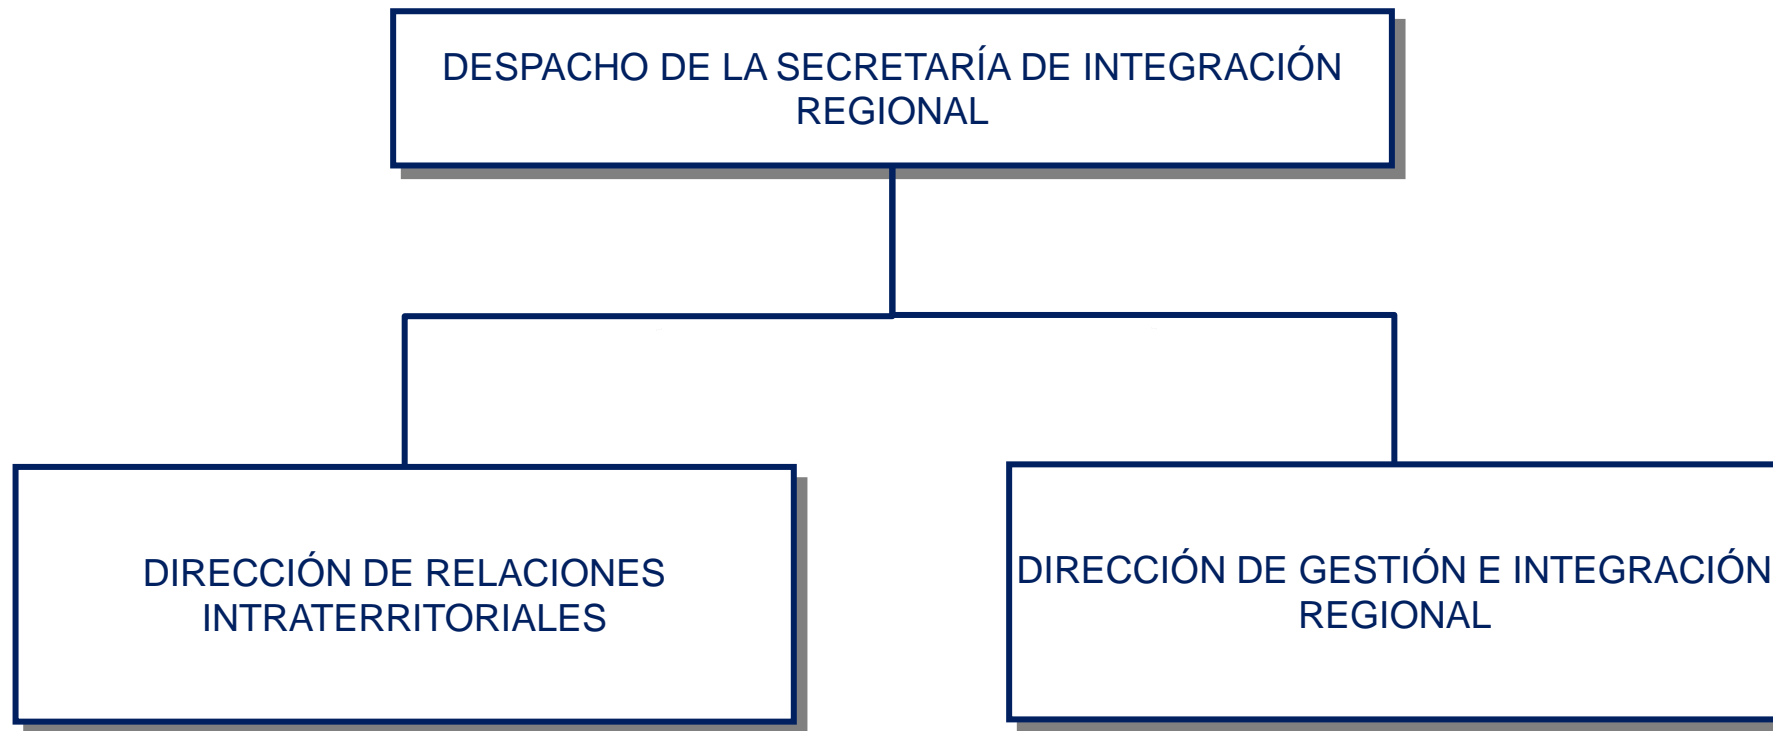 DESPACHO DE LA SECRETARÍA DE INTEGRACIÓN
REGIONAL
DIRECCIÓN DE RELACIONES
INTRATERRITORIALES
DIRECCIÓN DE GESTIÓN E INTEGRACIÓN
REGIONAL